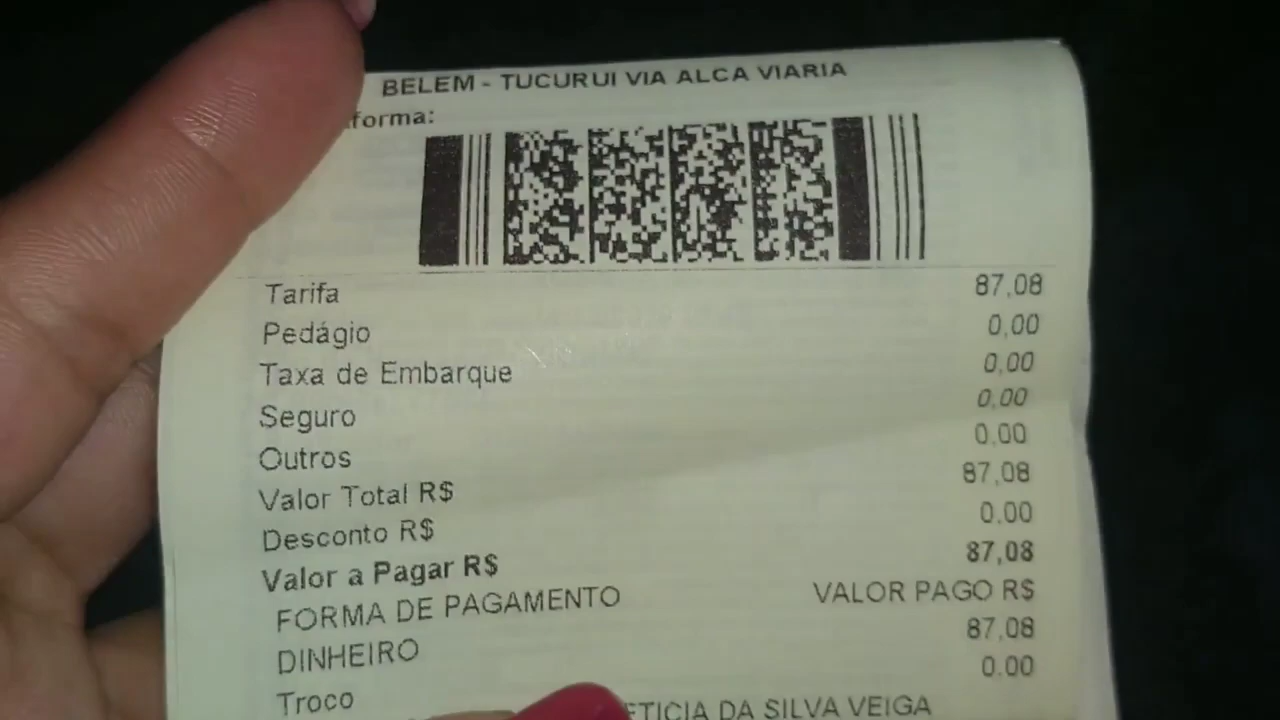 BELEM - TUCURUI VIA ALCA VIARIA
forma:
Tarifa 87,08
Pedágio 0,00
Taxa de Embarque 0,00
Seguro 0,00
Outros 0,00
Valor Total R$ 87,08
Desconto R$ 0,00
Valor a Pagar R$ 87,08
FORMA DE PAGAMENTO VALOR PAGO R$
DINHEIRO 87,08
Troco 0.00
ETICIA DA SILVA VEIGA